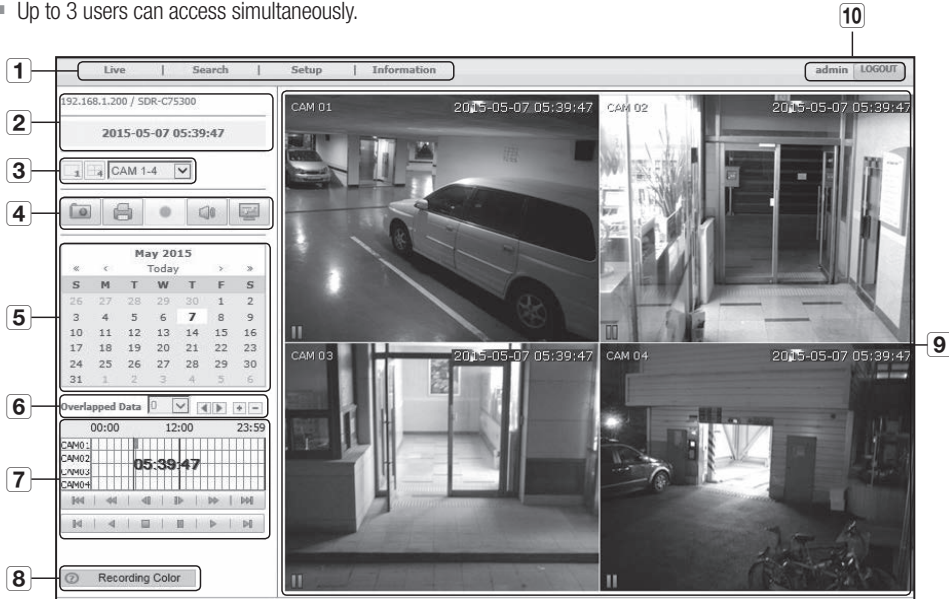 Up to 3 users can access simultaneously.
10
1
Live | Search | Setup | Information
admin LOGOUT
2
192.168.1.200 / SDR-C75300
2015-05-07 05:39:47
3
1 4 CAM 1-4
4
5
May 2015
« ‹ Today › »
S M T W T F S
26 27 28 29 30 1 2
3 4 5 6 7 8 9
10 11 12 13 14 15 16
17 18 19 20 21 22 23
24 25 26 27 28 29 30
31 1 2 3 4 5 6
6
Overlapped Data 0 + -
7
00:00 12:00 23:59
CAM01
CAM02
CAM03
CAM04
05:39:47
8
? Recording Color
CAM 01 2015-05-07 05:39:47
CAM 02 2015-05-07 05:39:47
CAM 03 2015-05-07 05:39:47
CAM 04 2015-05-07 05:39:47
9